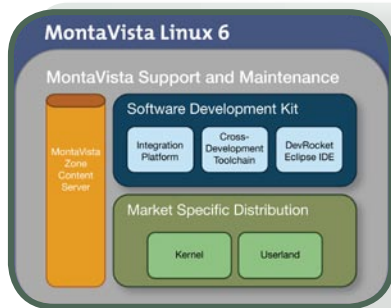 MontaVista Linux 6
MontaVista Support and Maintenance
MontaVista
Zone
Content
Server
Software Development Kit
Integration
Platform
Cross-
Development
Toolchain
DevRocket
Eclipse IDE
Market Specific Distribution
Kernel
Userland